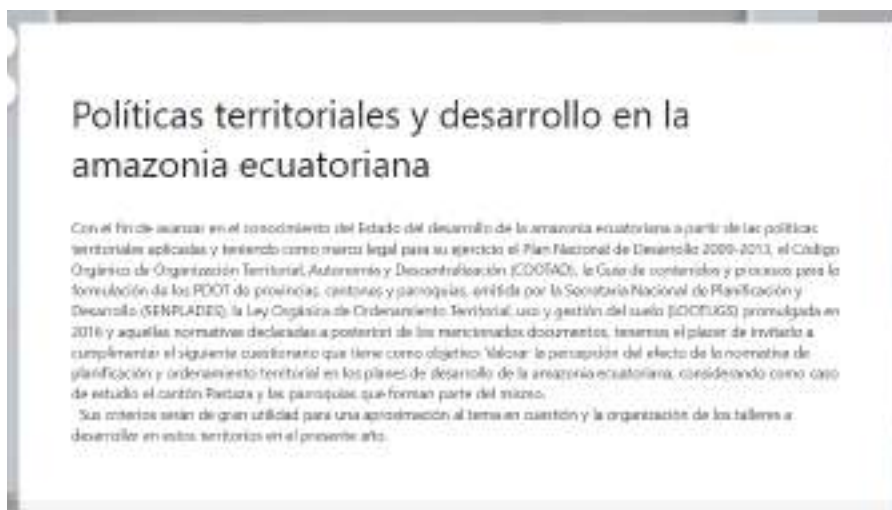 Políticas territoriales y desarrollo en la
amazonia ecuatoriana
Con el fin de avanzar en el conocimiento del Estado del desarrollo de la amazonia ecuatoriana a partir de las políticas
territoriales aplicadas y teniendo como marco legal para su ejercicio el Plan Nacional de Desarrollo 2009-2013, el Código
Orgánico de Organización Territorial, Autonomía y Descentralización (COOTAD), la Guía de contenidos y procesos para la
formulación de los PDOT de provincias, cantones y parroquias, emitida por la Secretaria Nacional de Planificación y
Desarrollo (SENPLADES), la Ley Orgánica de Ordenamiento Territorial, uso y gestión del suelo (LOOTUGS) promulgada en
2016 y aquellas normativas declaradas a posteriori de los mencionados documentos, tenemos el placer de invitarlo a
cumplimentar el siguiente cuestionario que tiene como objetivo: Valorar la percepción del efecto de la normativa de
planificación y ordenamiento territorial en los planes de desarrollo de la amazonia ecuatoriana, considerando como caso
de estudio el cantón Pastaza y las parroquias que forman parte del mismo.
Sus criterios serán de gran utilidad para una aproximación al tema en cuestión y la organización de los talleres a
desarrollar en estos territorios en el presente año.